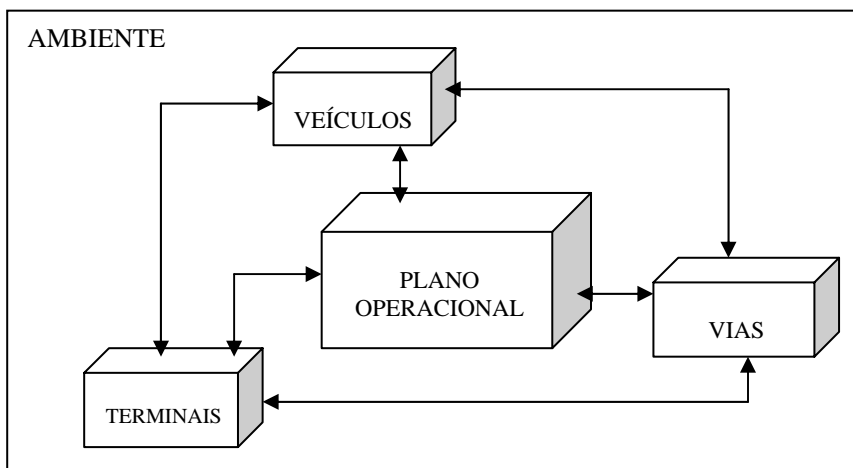 AMBIENTE
VEÍCULOS
PLANO
OPERACIONAL
VIAS
TERMINAIS